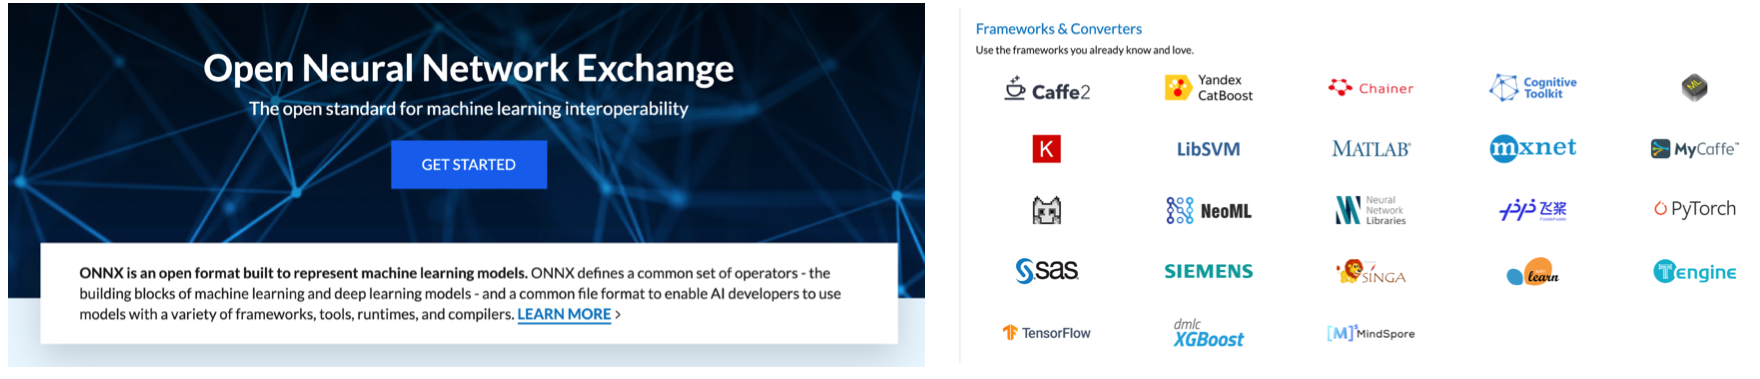 Open Neural Network Exchange
The open standard for machine learning interoperability
GET STARTED
ONNX is an open format built to represent machine learning models. ONNX defines a common set of operators - the
building blocks of machine learning and deep learning models - and a common file format to enable AI developers to use
models with a variety of frameworks, tools, runtimes, and compilers. LEARN MORE >
Frameworks & Converters
Use the frameworks you already know and love.
Caffe2
Yandex
CatBoost
Chainer
Cognitive
Toolkit
ML
K
LibSVM
MATLAB
mxnet
MyCaffe™
NeoML
Neural
Network
Libraries
飞桨
PyTorch
sas
SIEMENS
SINGA
learn
Tengine
TensorFlow
dmlc
XGBoost
[M]s MindSpore